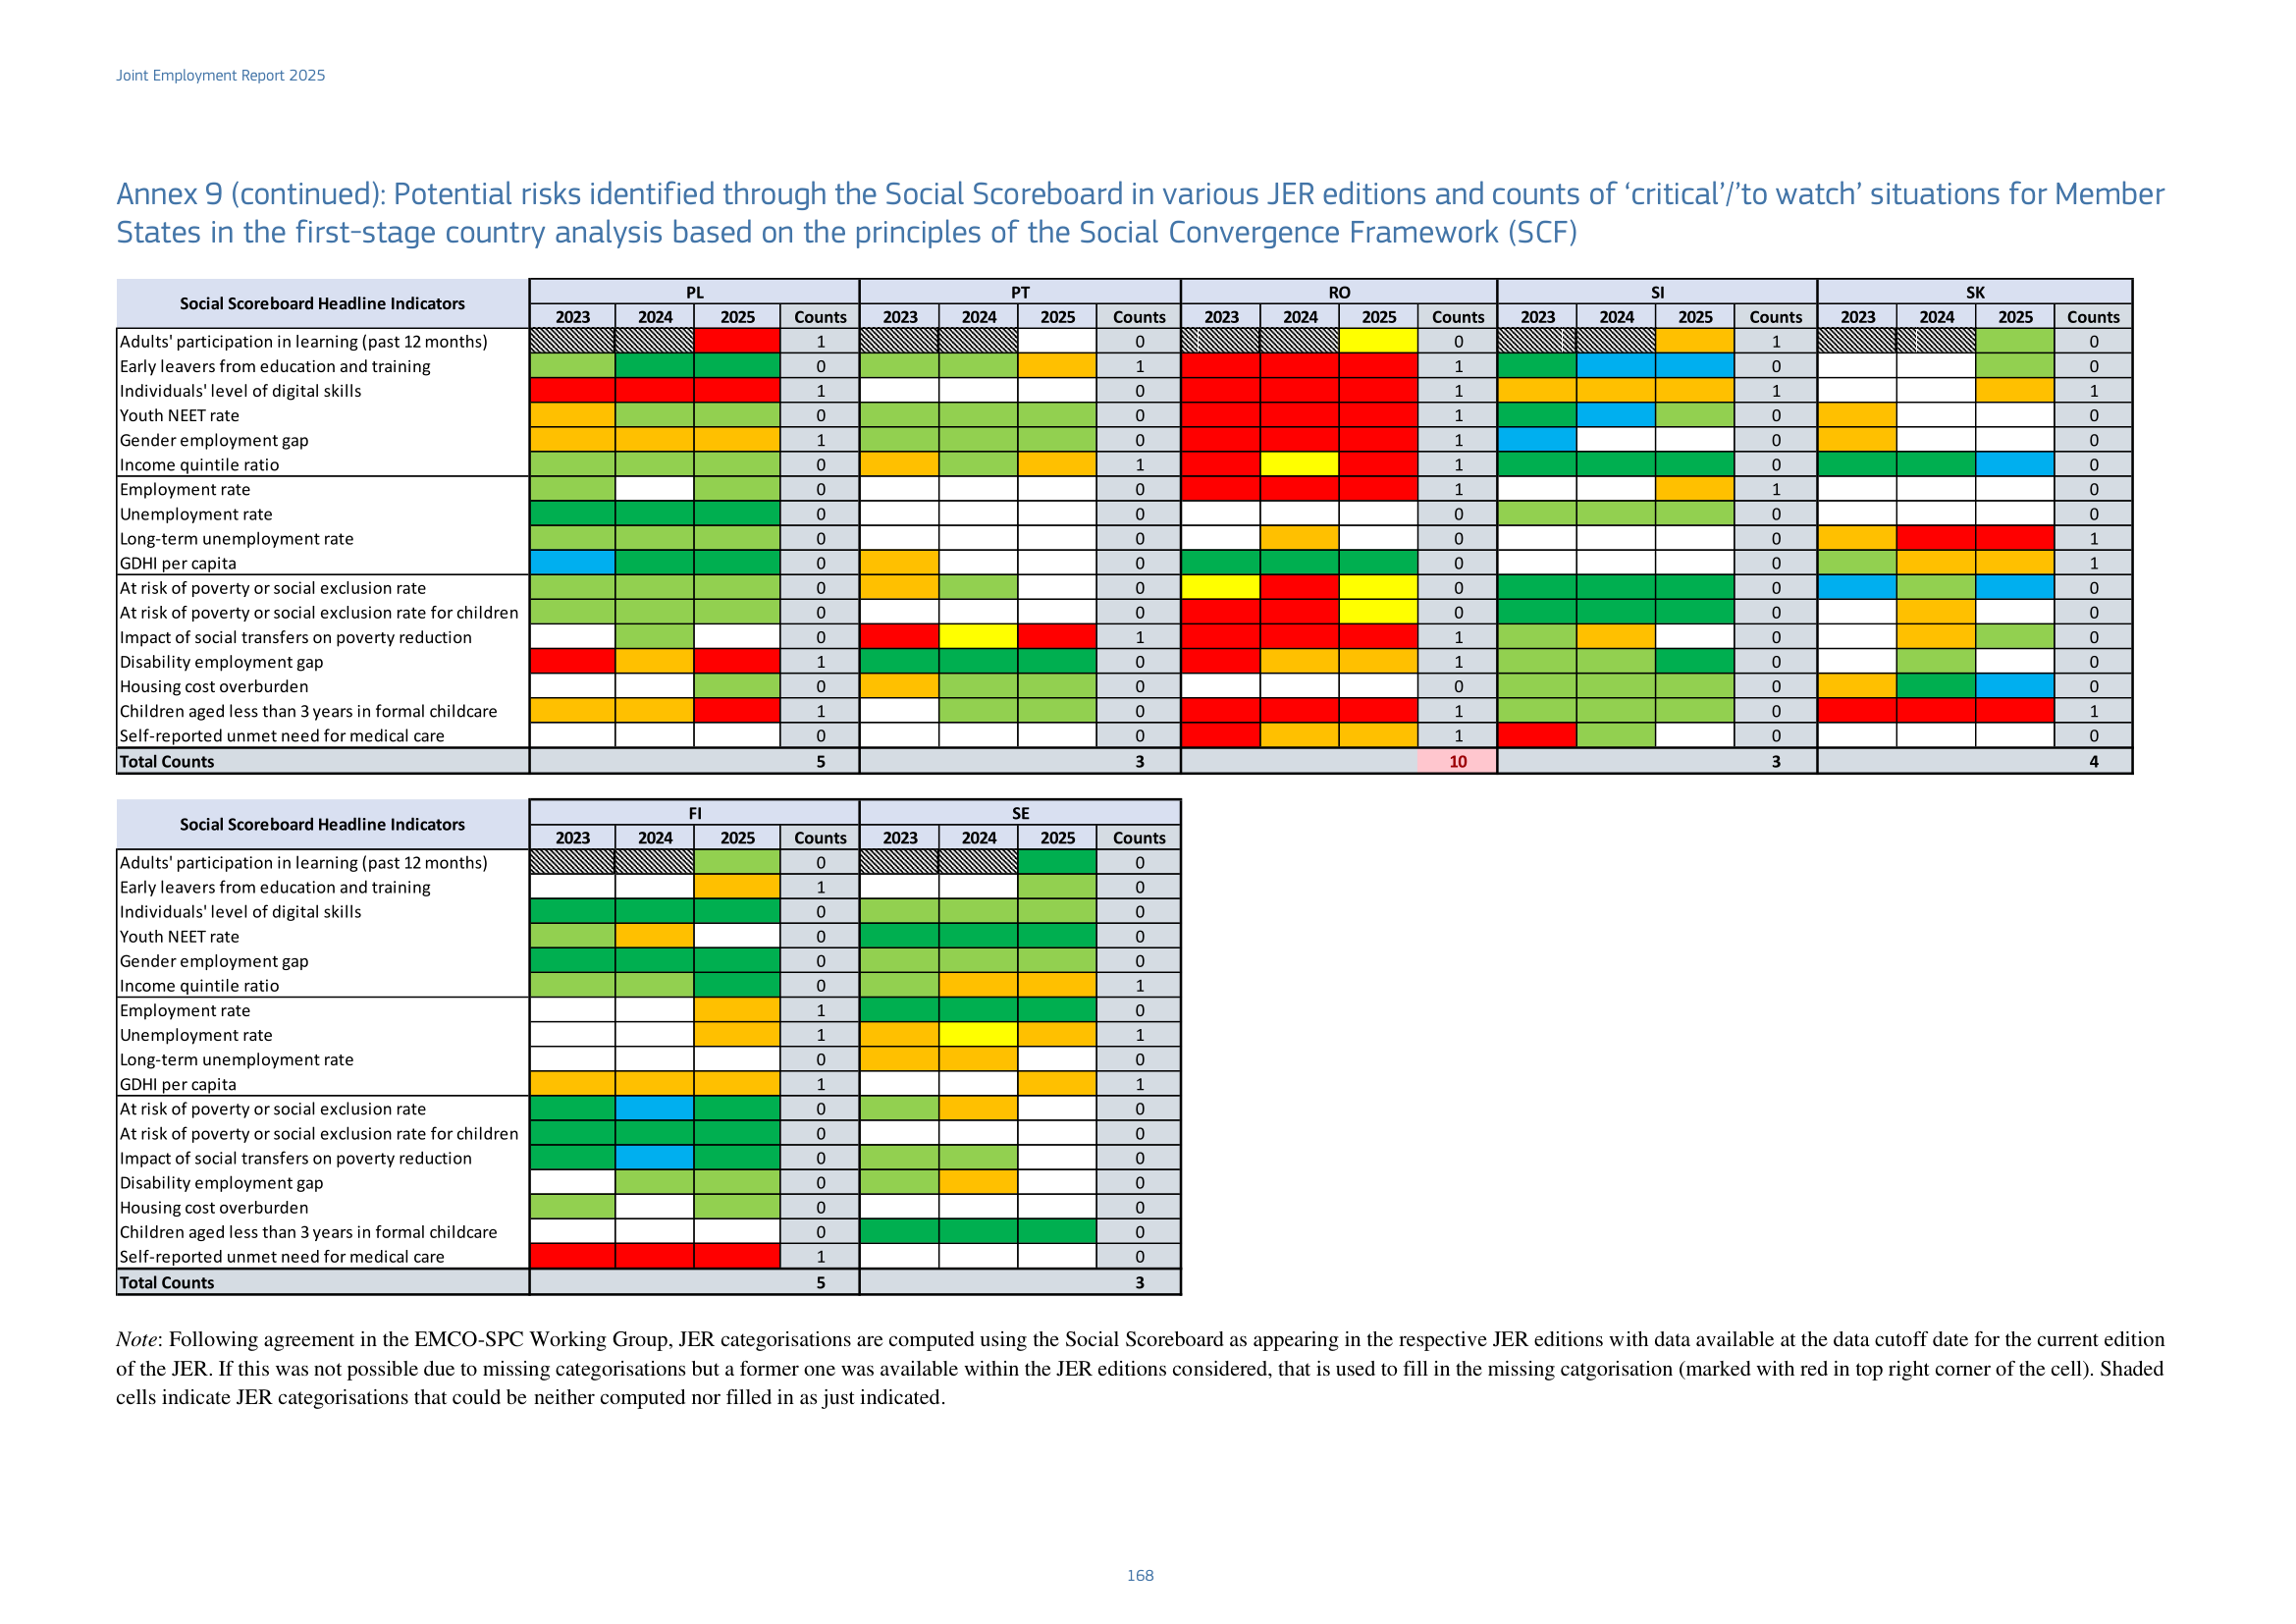 Joint Employment Report 2025
Annex 9 (continued): Potential risks identified through the Social Scoreboard in various JER editions and counts of ‘critical’/’to watch’ situations for Member
States in the first-stage country analysis based on the principles of the Social Convergence Framework (SCF)
Social Scoreboard Headline Indicators PL PT RO SI SK
2023 2024 2025 Counts 2023 2024 2025 Counts 2023 2024 2025 Counts 2023 2024 2025 Counts 2023 2024 2025 Counts
Adults' participation in learning (past 12 months) 1 0 0 1 0
Early leavers from education and training 0 1 1 0 0
Individuals' level of digital skills 1 0 1 1 1
Youth NEET rate 0 0 1 0 0
Gender employment gap 1 0 1 0 0
Income quintile ratio 0 1 1 0 0
Employment rate 0 0 1 1 0
Unemployment rate 0 0 0 0 0
Long-term unemployment rate 0 0 0 0 1
GDHI per capita 0 0 0 0 1
At risk of poverty or social exclusion rate 0 0 0 0 0
At risk of poverty or social exclusion rate for children 0 0 0 0 0
Impact of social transfers on poverty reduction 0 1 1 0 0
Disability employment gap 1 0 1 0 0
Housing cost overburden 0 0 0 0 0
Children aged less than 3 years in formal childcare 1 0 1 0 1
Self-reported unmet need for medical care 0 0 1 0 0
Total Counts 5 3 10 3 4
Social Scoreboard Headline Indicators FI SE
2023 2024 2025 Counts 2023 2024 2025 Counts
Adults' participation in learning (past 12 months) 0 0
Early leavers from education and training 1 0
Individuals' level of digital skills 0 0
Youth NEET rate 0 0
Gender employment gap 0 0
Income quintile ratio 0 1
Employment rate 1 0
Unemployment rate 1 1
Long-term unemployment rate 0 0
GDHI per capita 1 1
At risk of poverty or social exclusion rate 0 0
At risk of poverty or social exclusion rate for children 0 0
Impact of social transfers on poverty reduction 0 0
Disability employment gap 0 0
Housing cost overburden 0 0
Children aged less than 3 years in formal childcare 0 0
Self-reported unmet need for medical care 1 0
Total Counts 5 3
Note: Following agreement in the EMCO-SPC Working Group, JER categorisations are computed using the Social Scoreboard as appearing in the respective JER editions with data available at the data cutoff date for the current edition
of the JER. If this was not possible due to missing categorisations but a former one was available within the JER editions considered, that is used to fill in the missing catgorisation (marked with red in top right corner of the cell). Shaded
cells indicate JER categorisations that could be neither computed nor filled in as just indicated.
168